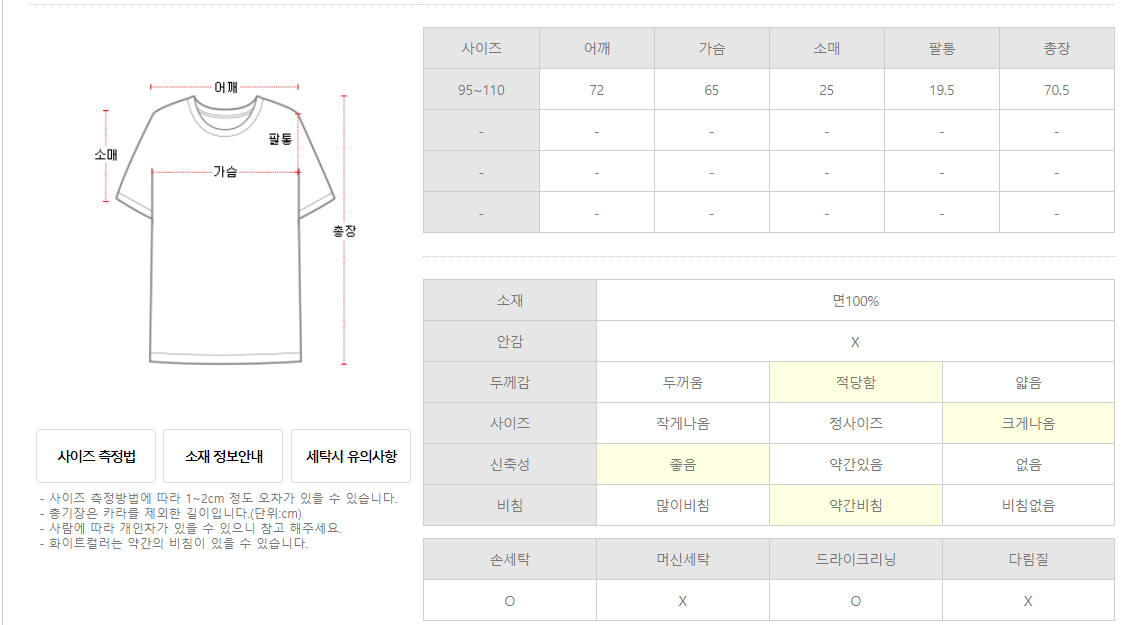 어깨
소매
팔통
가슴
총장
사이즈 측정법 소재 정보안내 세탁시 유의사항
- 사이즈 측정방법에 따라 1~2cm 정도 오차가 있을 수 있습니다.
- 총기장은 카라를 제외한 길이입니다.(단위:cm)
- 사람에 따라 개인차가 있을 수 있으니 참고 해주세요.
- 화이트컬러는 약간의 비침이 있을 수 있습니다.
사이즈 어깨 가슴 소매 팔통 총장
95~110 72 65 25 19.5 70.5
- - - - - -
- - - - - -
- - - - - -
소재 면100%
안감 X
두께감 두꺼움 적당함 얇음
사이즈 작게나옴 정사이즈 크게나옴
신축성 좋음 약간있음 없음
비침 많이비침 약간비침 비침없음
손세탁 머신세탁 드라이크리닝 다림질
O X O X